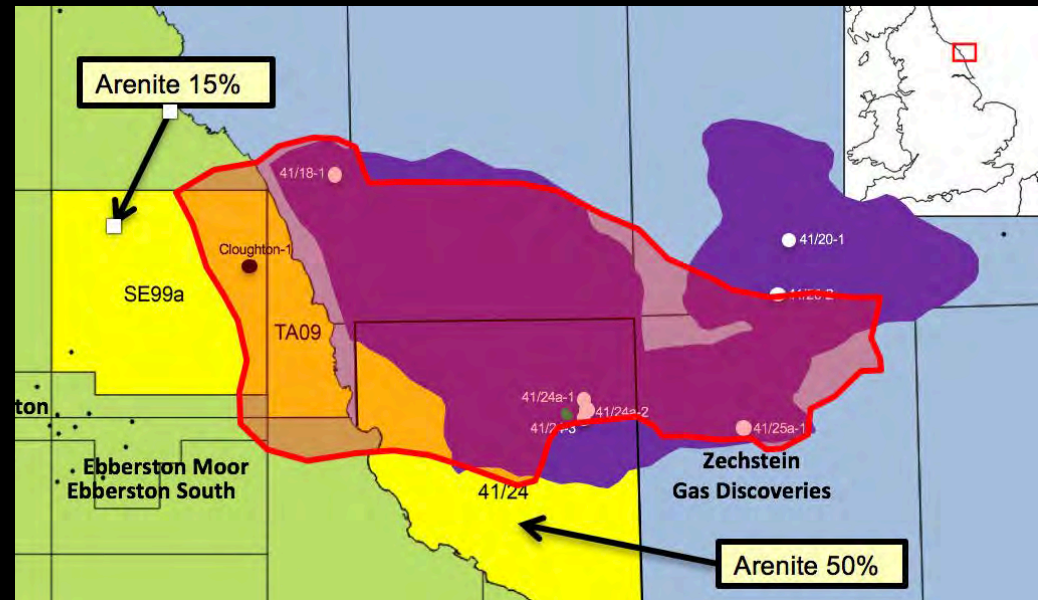 Arenite 15%
41/18-1
Cloughton-1
41/20-1
SE99a
TA09
41/24a-1
41/24a-2
41/25a-1
ton
Ebberston Moor
Ebberston South
Zechstein
Gas Discoveries
41/24
Arenite 50%